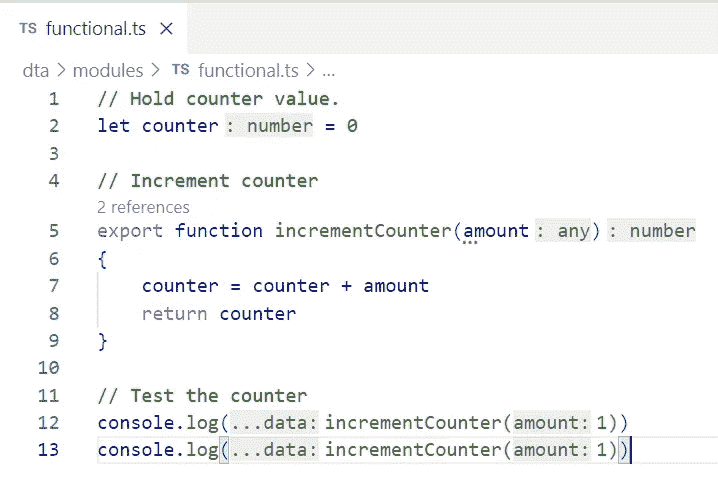 TS functional.ts ×
dta > modules > TS functional.ts > ...
1 // Hold counter value.
2 let counter: number = 0
3
4 // Increment counter
2 references
5 export function incrementCounter(amount: any): number
6 {
7 counter = counter + amount
8 return counter
9 }
10
11 // Test the counter
12 console.log(...data:incrementCounter(amount:1))
13 console.log(...data:incrementCounter(amount:1))